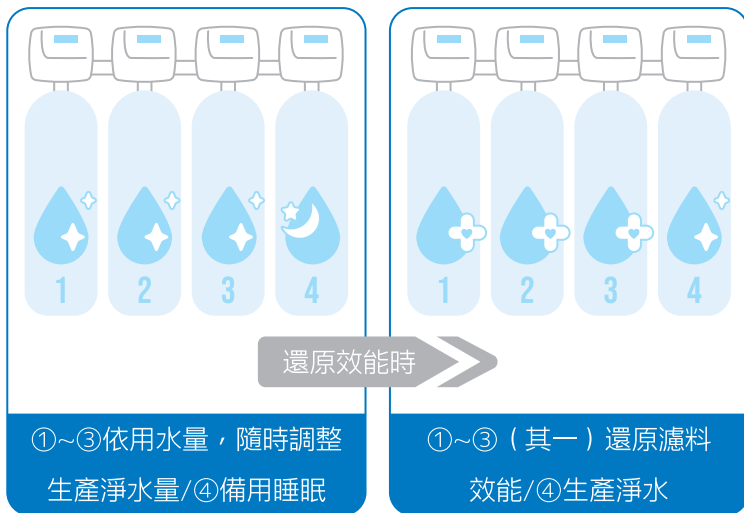 1 2 3 4
1 2 3 4
還原效能時
①~③依用水量，隨時調整
生產淨水量/④備用睡眠
①~③（其一）還原濾料
效能/④生產淨水